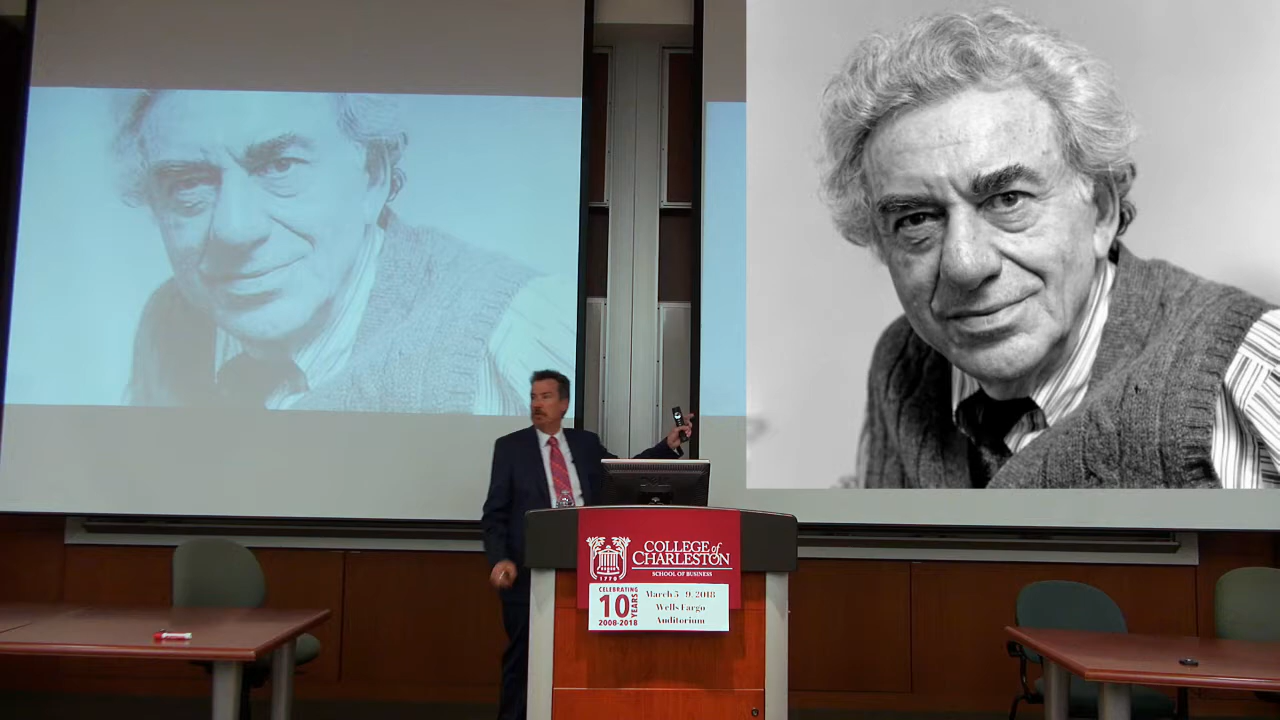 COLLEGE of
CHARLESTON
SCHOOL OF BUSINESS
1770
CELEBRATING
10
YEARS
2008-2018
March 5-9, 2018
Wells Fargo
Auditorium
DELL